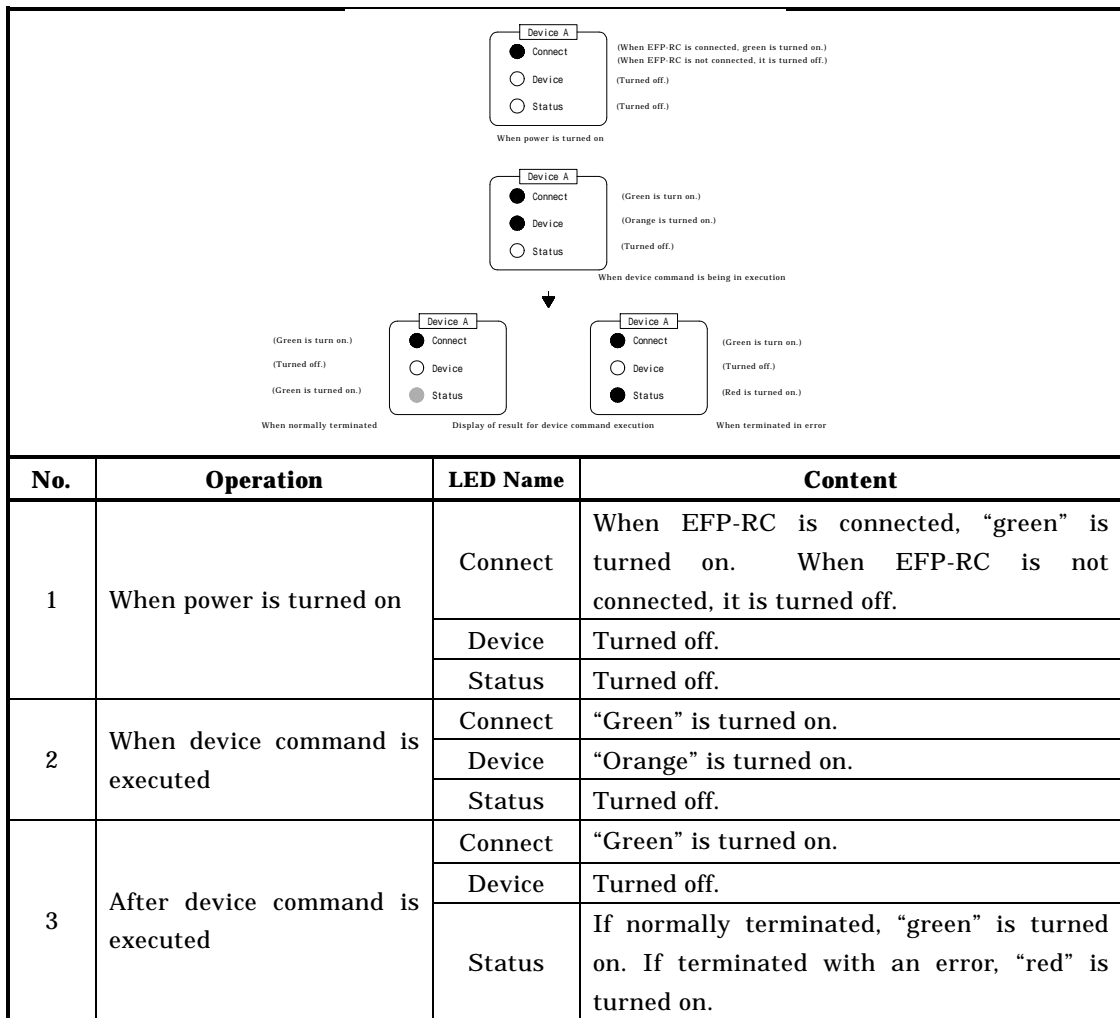 Device A
Connect (When EFP-RC is connected, green is turned on.)
(When EFP-RC is not connected, it is turned off.)
Device (Turned off.)
Status (Turned off.)
When power is turned on
Device A
Connect (Green is turn on.)
Device (Orange is turned on.)
Status (Turned off.)
When device command is being in execution
Device A Device A
(Green is turn on.) Connect Connect (Green is turn on.)
(Turned off.) Device Device (Turned off.)
(Green is turned on.) Status Status (Red is turned on.)
When normally terminated Display of result for device command execution When terminated in error
No. Operation LED Name Content
1 When power is turned on Connect When EFP-RC is connected, “green” is
turned on. When EFP-RC is not
connected, it is turned off.
Device Turned off.
Status Turned off.
2 When device command is
executed
Connect “Green” is turned on.
Device “Orange” is turned on.
Status Turned off.
3 After device command is
executed
Connect “Green” is turned on.
Device Turned off.
Status If normally terminated, “green” is turned
on. If terminated with an error, “red” is
turned on.